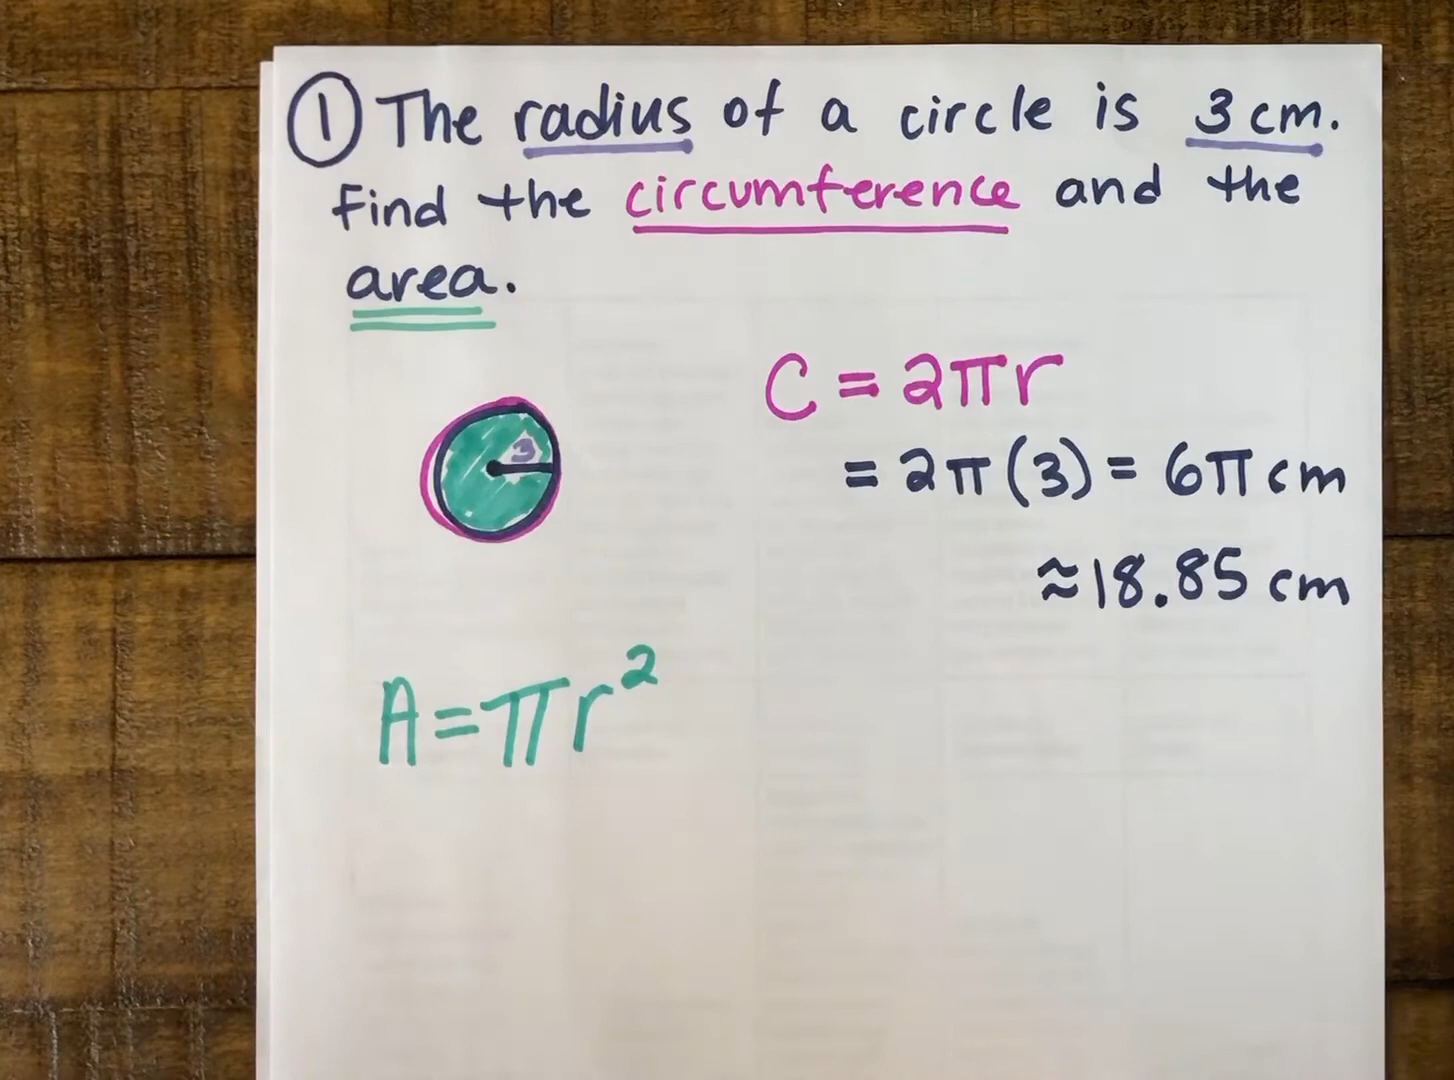 ① The radius of a circle is 3 cm.
Find the circumference and the
area.
C = 2πr
= 2π(3) = 6π cm
≈ 18.85 cm
3
A = πr²